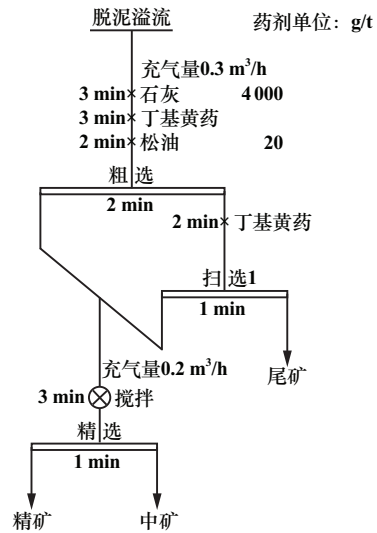 脱泥溢流
药剂单位：g/t
充气量0.3 m³/h
3 min 石灰 4 000
3 min 丁基黄药
2 min 松油 20
粗 选
2 min
2 min 丁基黄药
扫 选1
1 min
尾矿
充气量0.2 m³/h
3 min 搅拌
精 选
1 min
精矿 中矿